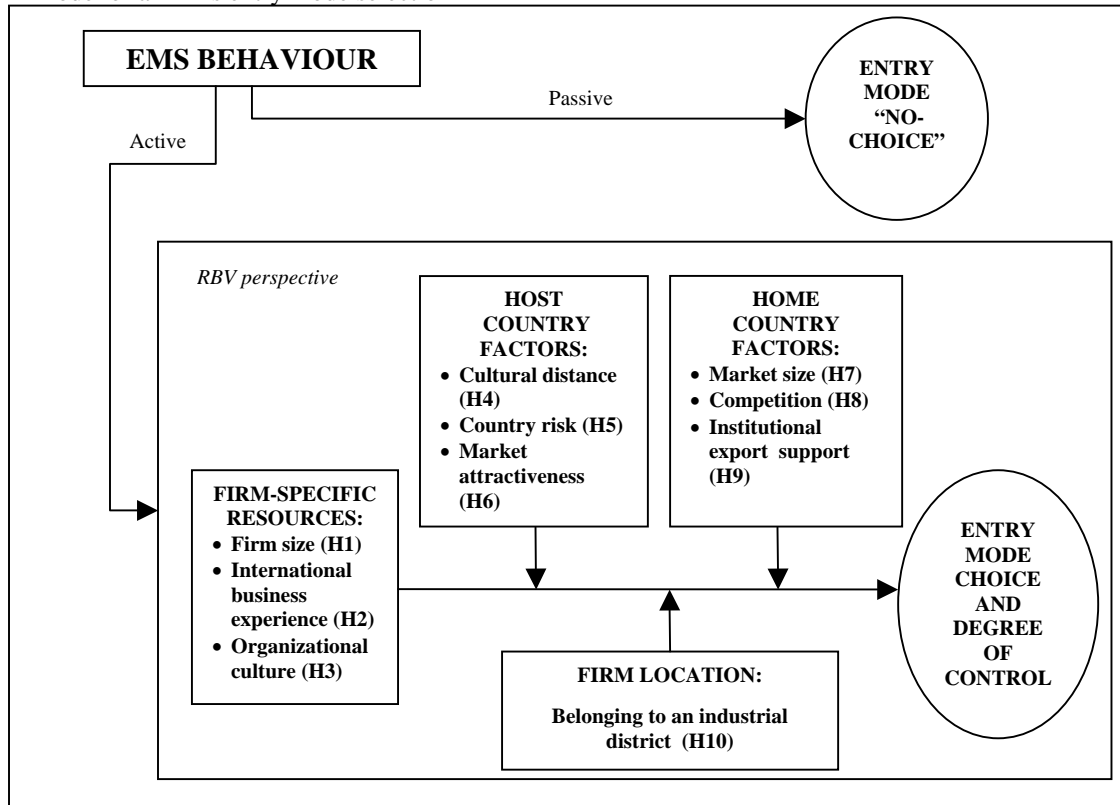 EMS BEHAVIOUR
Passive
Active
ENTRY
MODE
“NO-
CHOICE”
RBV perspective
HOST
COUNTRY
FACTORS:
• Cultural distance
(H4)
• Country risk (H5)
• Market
attractiveness
(H6)
HOME
COUNTRY
FACTORS:
• Market size (H7)
• Competition (H8)
• Institutional
export support
(H9)
FIRM-SPECIFIC
RESOURCES:
• Firm size (H1)
• International
business
experience (H2)
• Organizational
culture (H3)
ENTRY
MODE
CHOICE
AND
DEGREE
OF
CONTROL
FIRM LOCATION:
Belonging to an industrial
district (H10)